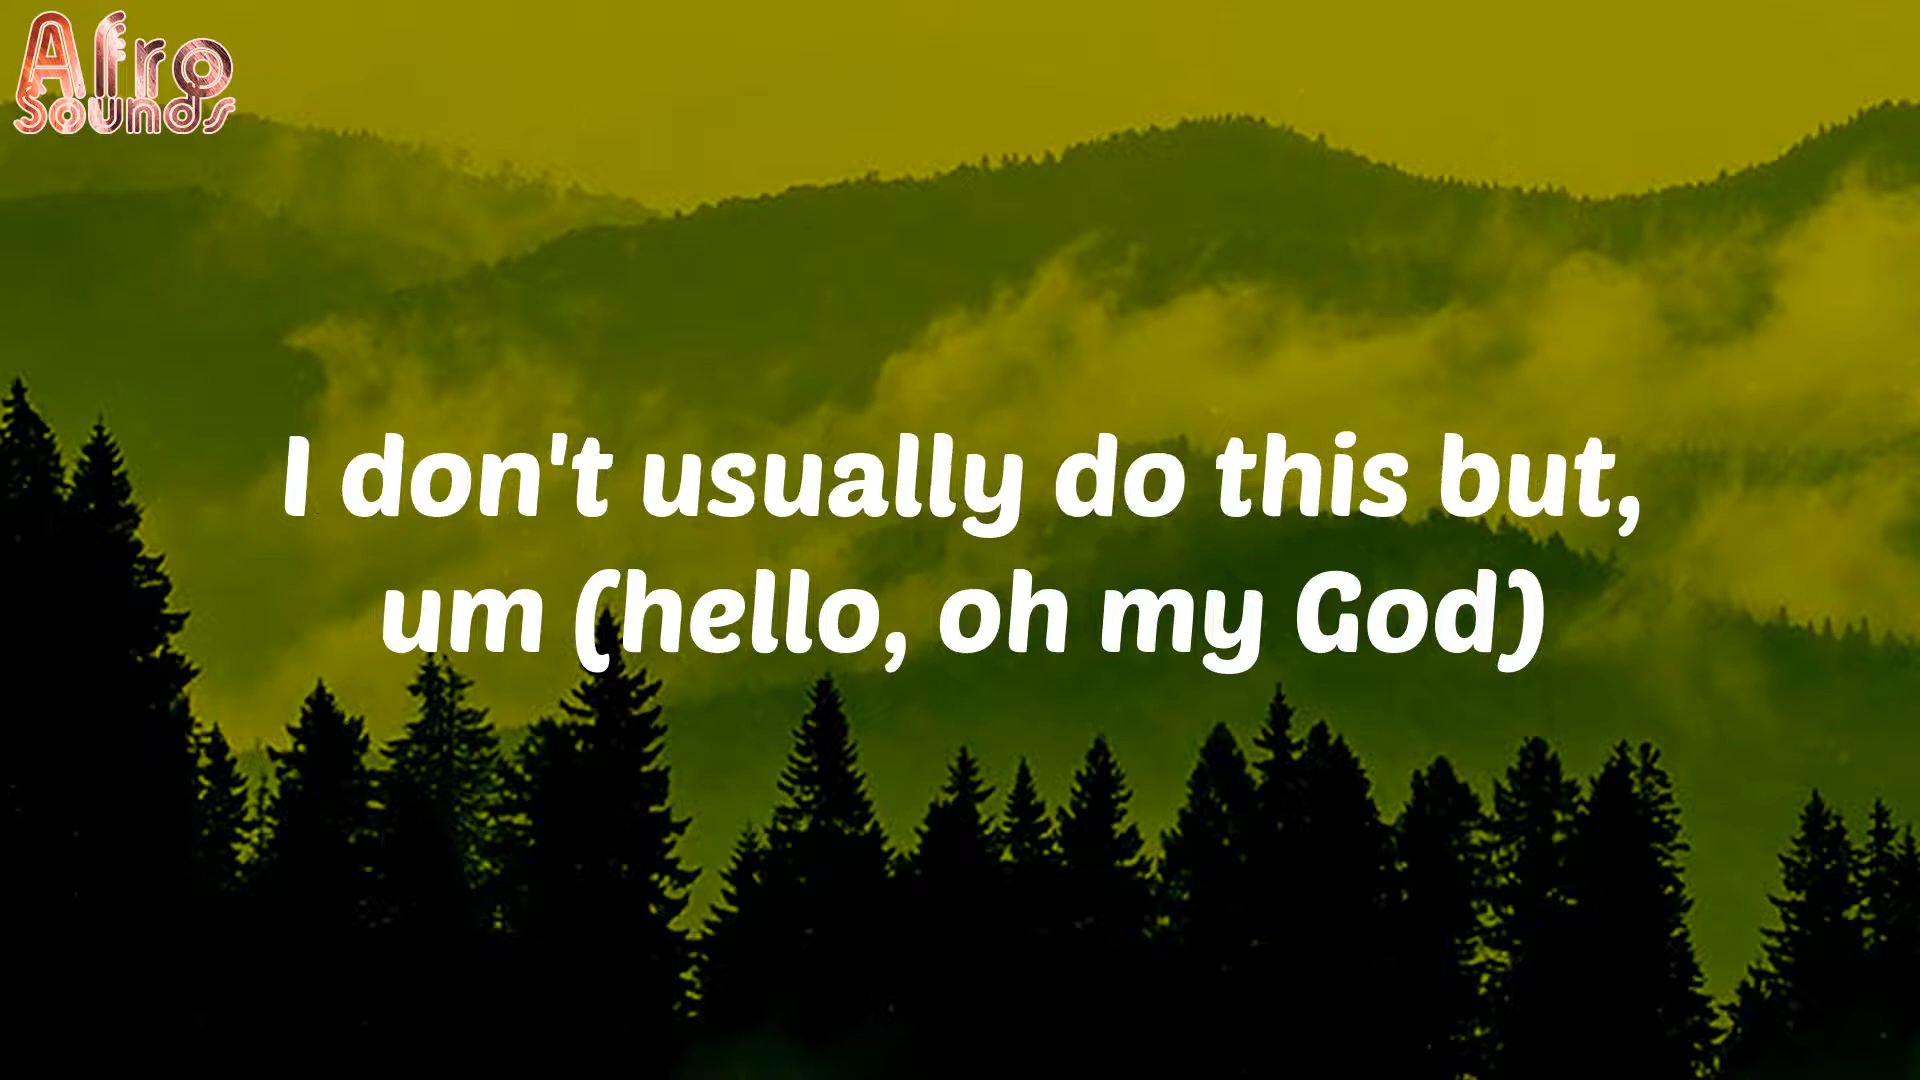 Afro
Sounds
I don't usually do this but,
um (hello, oh my God)